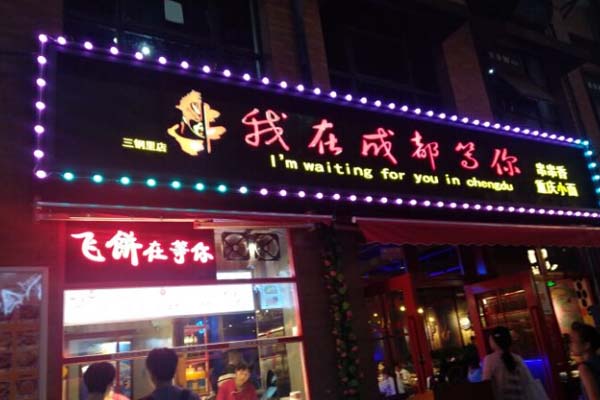 我在成都等你
I'm waiting for you in chengdu
三钢里店
串串香
重庆小面
飞饼在等你